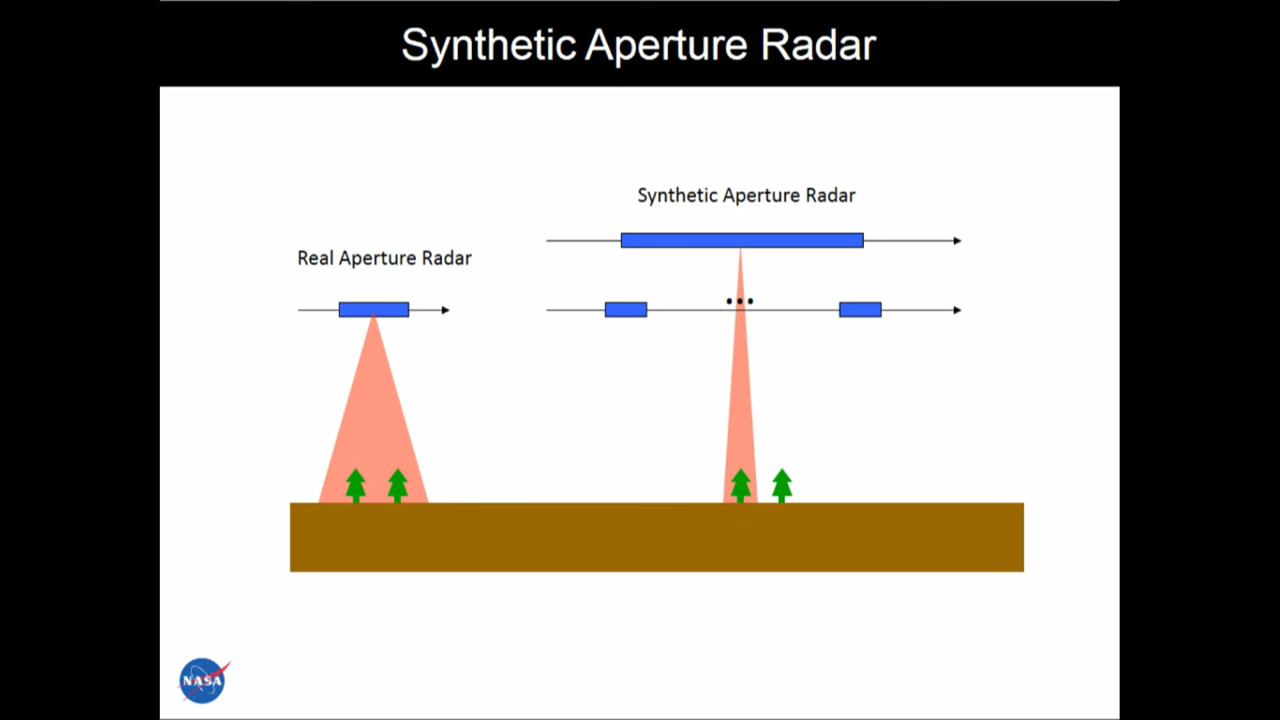 Synthetic Aperture Radar
Synthetic Aperture Radar
Real Aperture Radar
...
NASA